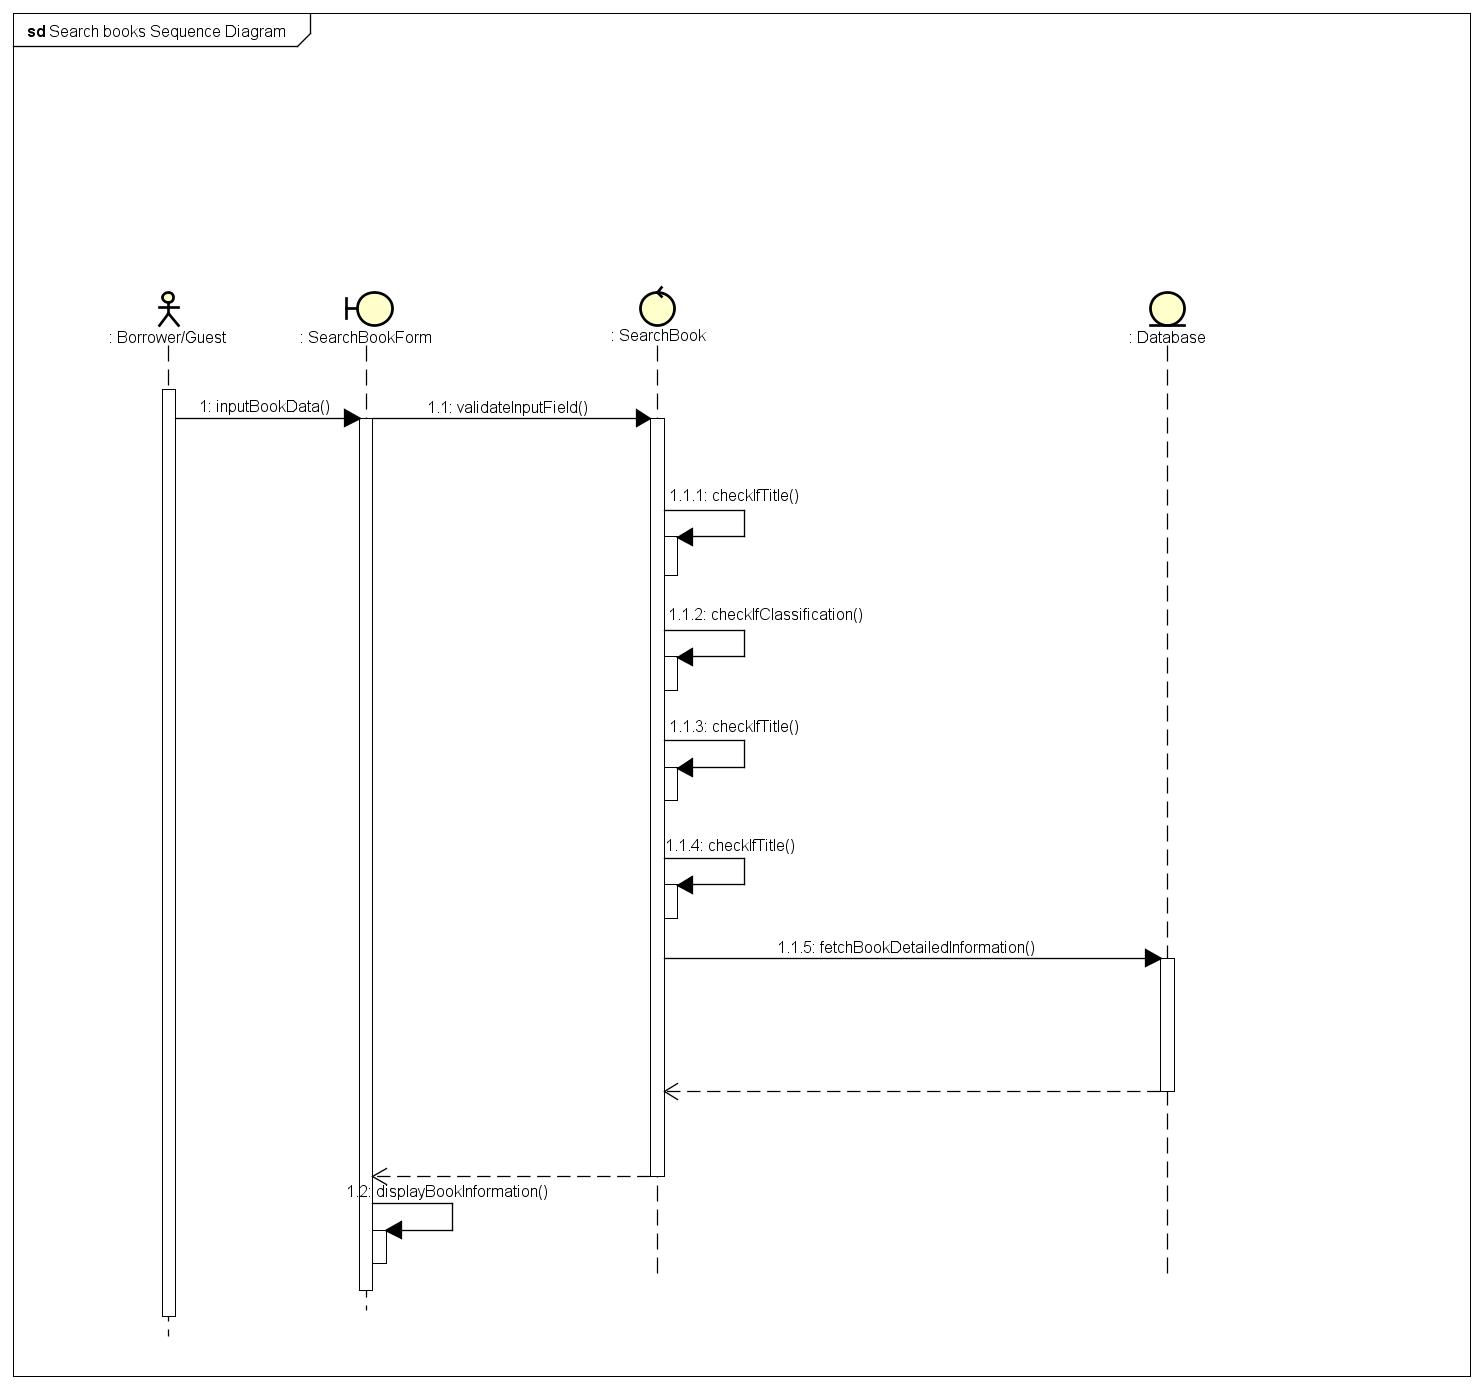 sd Search books Sequence Diagram
: Borrower/Guest
: SearchBookForm
: SearchBook
: Database
1: inputBookData()
1.1: validateInputField()
1.1.1: checkIfTitle()
1.1.2: checkIfClassification()
1.1.3: checkIfTitle()
1.1.4: checkIfTitle()
1.1.5: fetchBookDetailedInformation()
1.2: displayBookInformation()